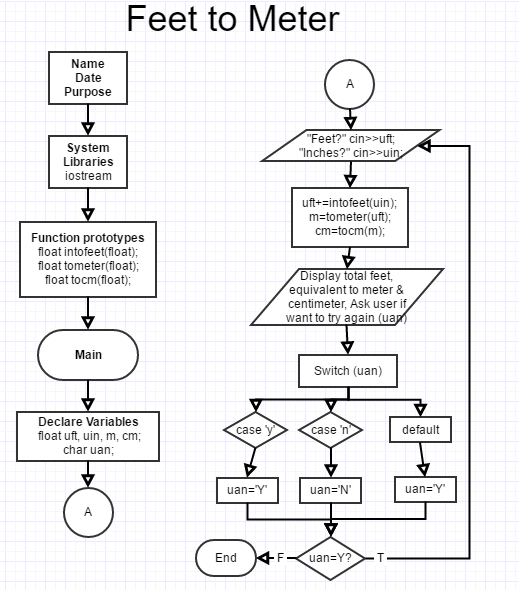 Feet to Meter
Name
Date
Purpose
System
Libraries
iostream
Function prototypes
float intofeet(float);
float tometer(float);
float tocm(float);
Main
Declare Variables
float uft, uin, m, cm;
char uan;
A
A
"Feet?" cin>>uft;
"Inches?" cin>>uin;
uft+=intofeet(uin);
m=tometer(uft);
cm=tocm(m);
Display total feet,
equivalent to meter &
centimeter, Ask user if
want to try again (uan)
Switch (uan)
case 'y'
case 'n'
default
uan='Y'
uan='N'
uan='Y'
End
F
uan=Y?
T